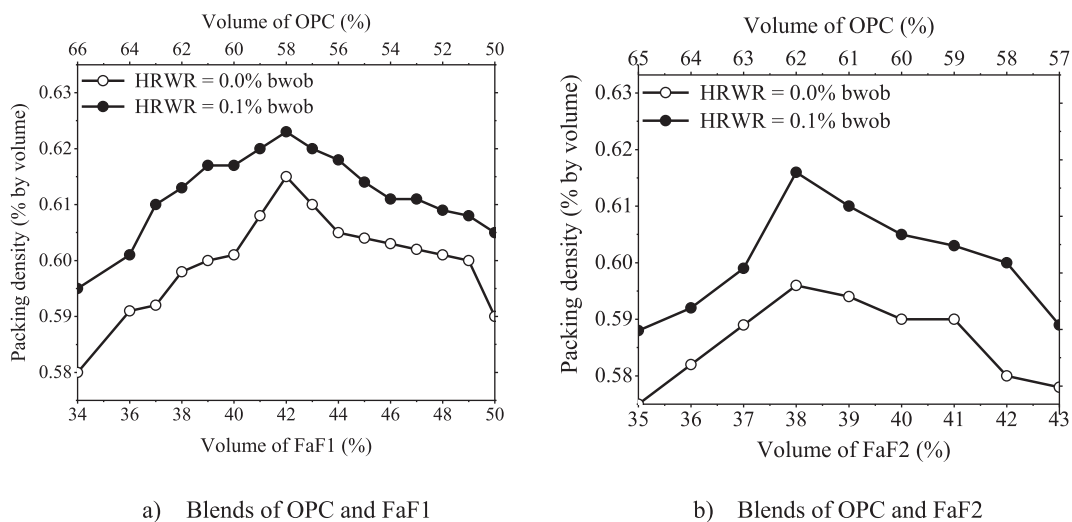 Volume of OPC (%)
66 64 62 60 58 56 54 52 50
HRWR = 0.0% bwob
HRWR = 0.1% bwob
Packing density (% by volume)
0.63
0.62
0.61
0.60
0.59
0.58
34 36 38 40 42 44 46 48 50
Volume of FaF1 (%)
a) Blends of OPC and FaF1
Volume of OPC (%)
65 64 63 62 61 60 59 58 57
HRWR = 0.0% bwob
HRWR = 0.1% bwob
Packing density (% by volume)
0.63
0.62
0.61
0.60
0.59
0.58
35 36 37 38 39 40 41 42 43
Volume of FaF2 (%)
b) Blends of OPC and FaF2